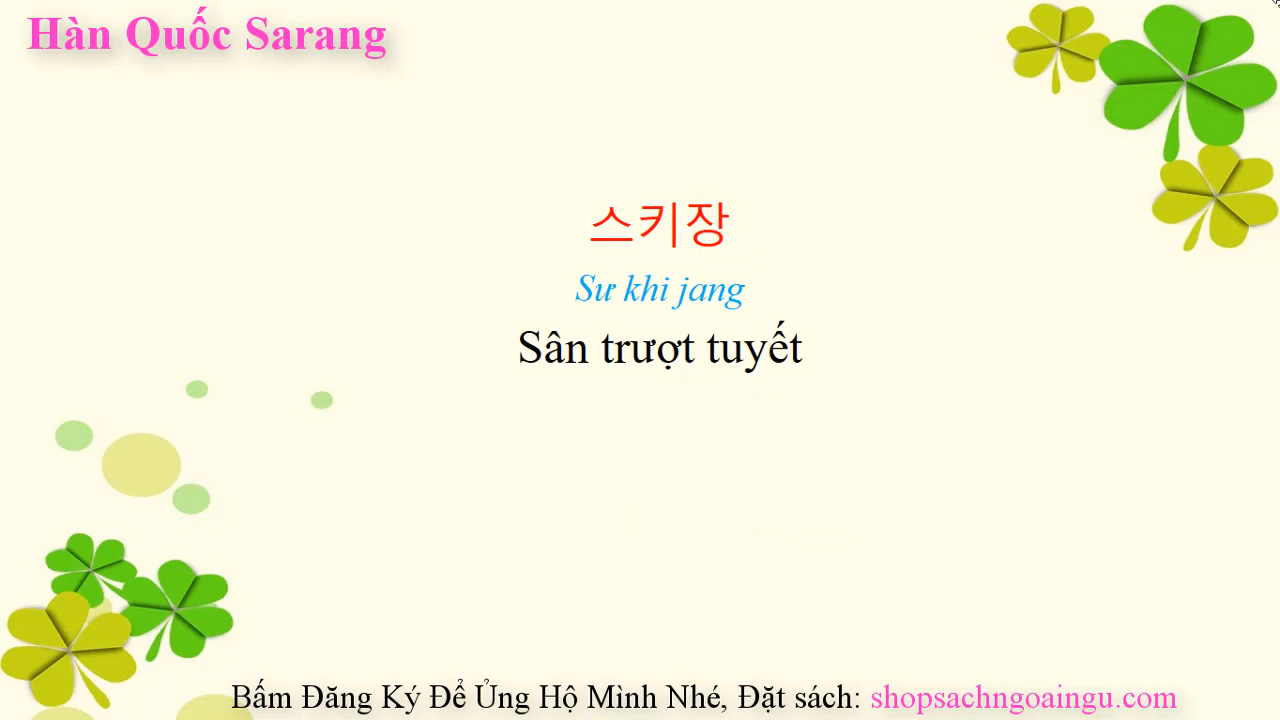 Hàn Quốc Sarang
스키장
Sư khi jang
Sân trượt tuyết
Bấm Đăng Ký Để Ủng Hộ Mình Nhé, Đặt sách: shopsachngoaingu.com